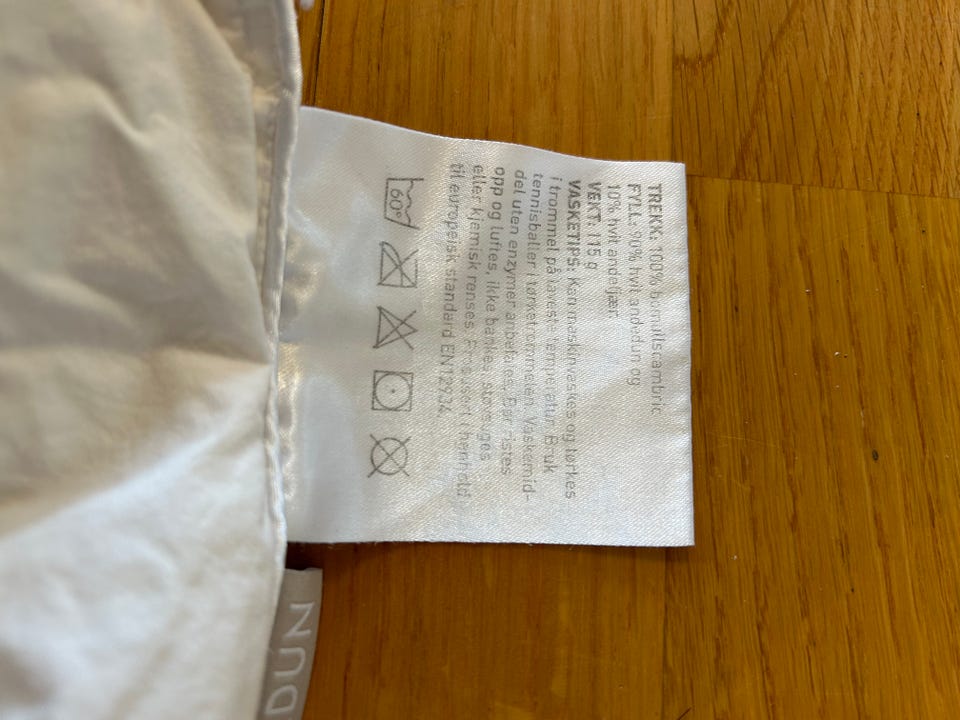 TREKK: 100% bomullscambric
FYLL: 90% hvit andedun og
10% hvit andefjær
VEKT: 115 g
VASKETIPS: Kan maskinvaskes og tørkes
i trommel på laveste temperatur. Bruk
tennisballer i tørketrommelen. Vaskemid-
del uten enzymer anbefales. Bør ristes
opp og luftes, ikke bankes, støvsuges
eller kjemisk renses. Produsert i henhold
til europeisk standard EN12934.
60°
DUN